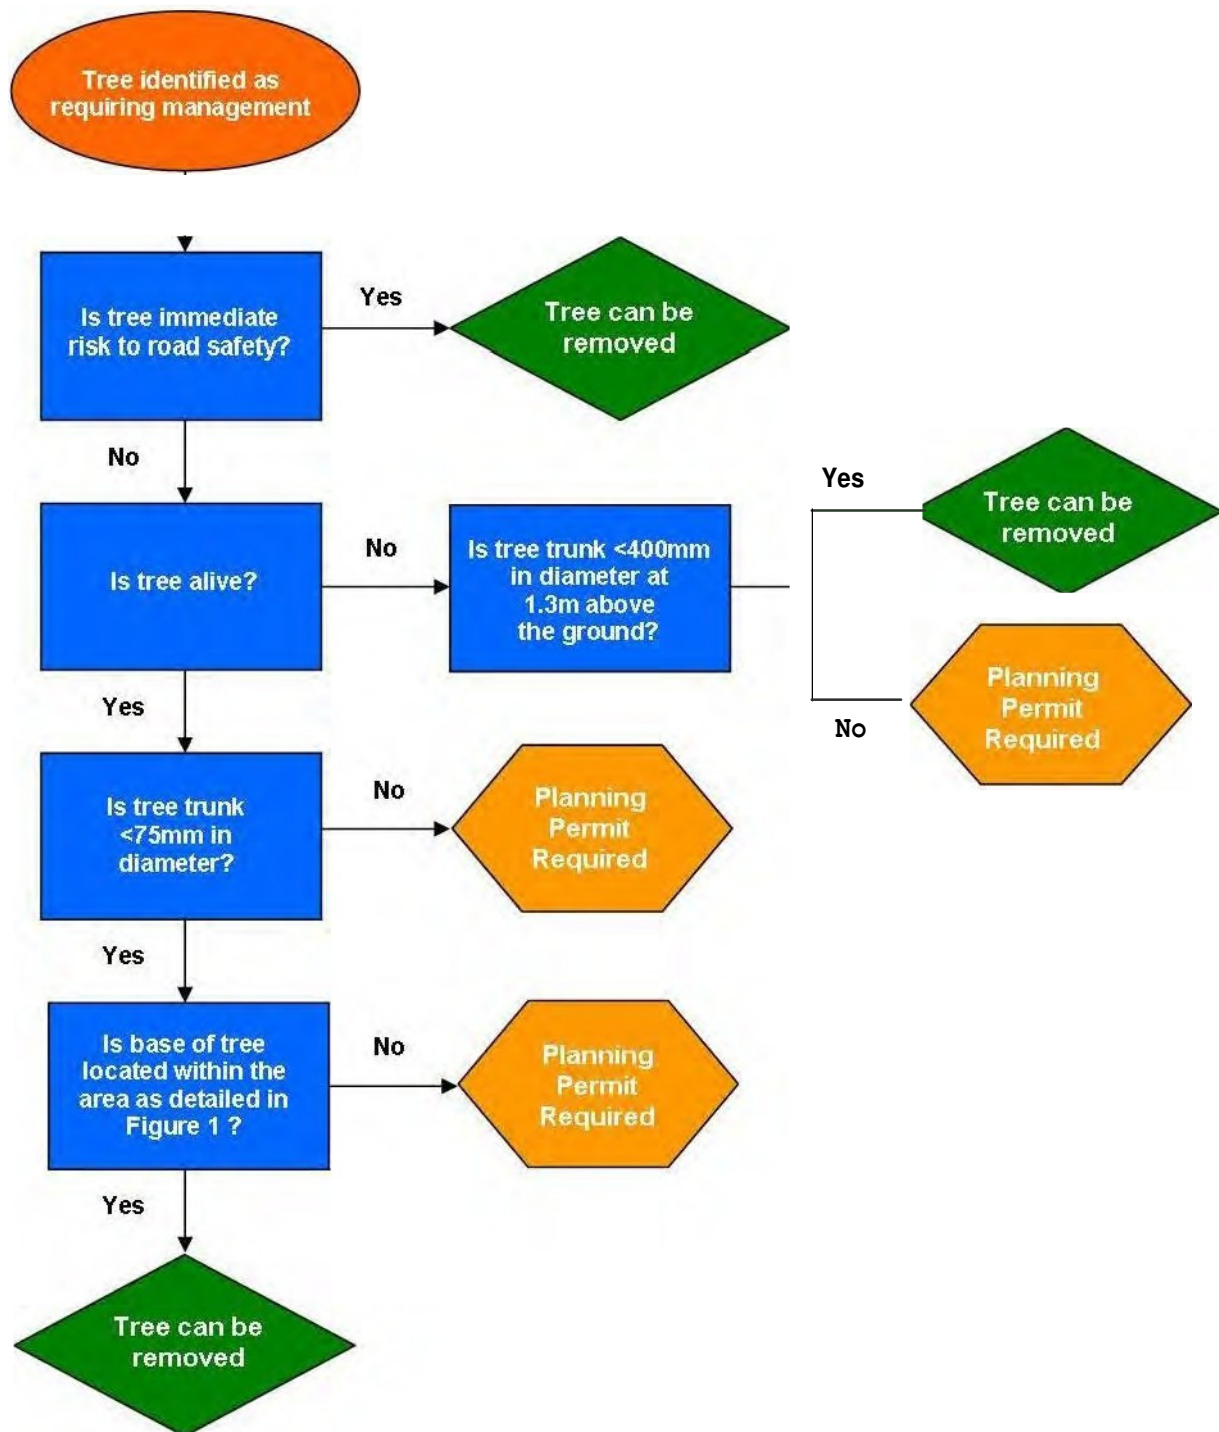 Tree identified as
requiring management
Is tree immediate
risk to road safety?
Yes
Tree can be
removed
No
Is tree alive?
No
Is tree trunk <400mm
in diameter at
1.3m above
the ground?
Yes
Tree can be
removed
No
Planning
Permit
Required
Yes
Is tree trunk
<75mm in
diameter?
No
Planning
Permit
Required
Yes
Is base of tree
located within the
area as detailed in
Figure 1 ?
No
Planning
Permit
Required
Yes
Tree can be
removed